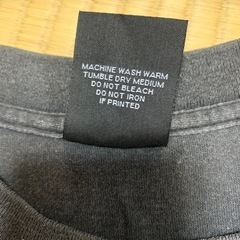 MACHINE WASH WARM
TUMBLE DRY MEDIUM
DO NOT BLEACH
DO NOT IRON
IF PRINTED